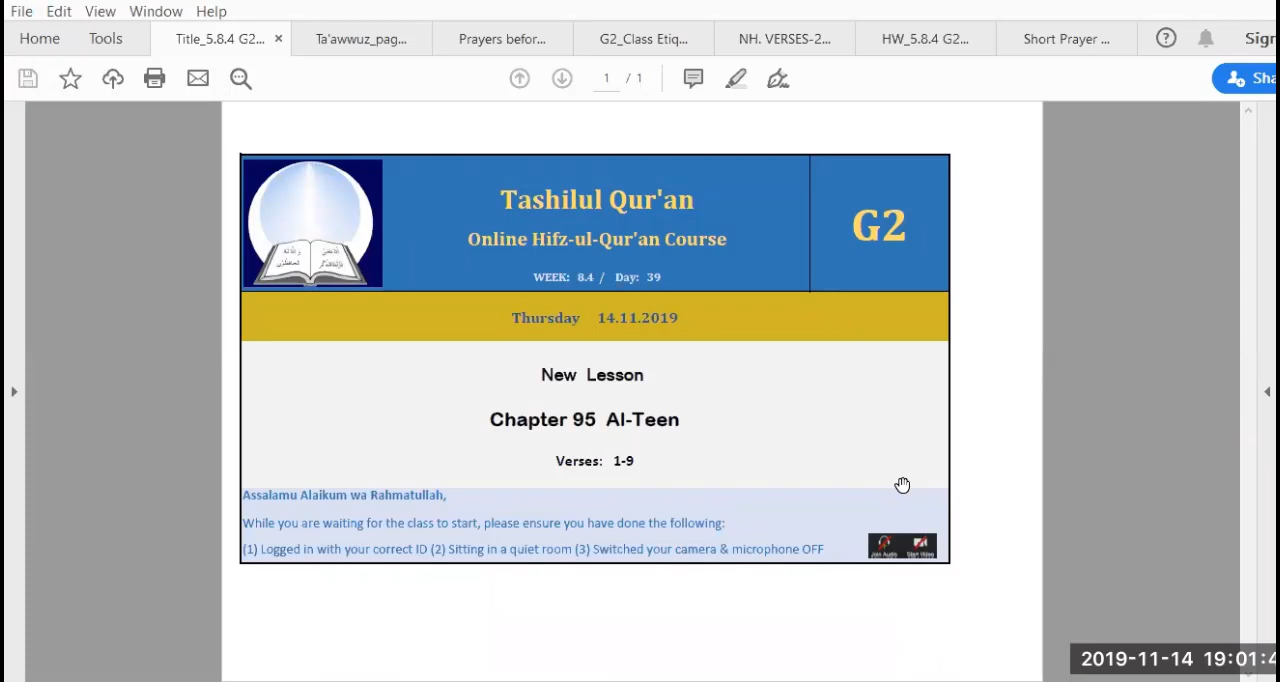 File Edit View Window Help
Home Tools Title_5.8.4 G2... × Ta'awwuz_pag... Prayers befor... G2_Class Etiq... NH. VERSES-2... HW_5.8.4 G2... Short Prayer ... Sign
1 / 1 Sha
Tashilul Qur'an
G2
Online Hifz-ul-Qur'an Course
WEEK: 8.4 / Day: 39
Thursday 14.11.2019
New Lesson
Chapter 95 Al-Teen
Verses: 1-9
Assalamu Alaikum wa Rahmatullah,
While you are waiting for the class to start, please ensure you have done the following:
(1) Logged in with your correct ID (2) Sitting in a quiet room (3) Switched your camera & microphone OFF
Join Audio Start Video
2019-11-14 19:01:4